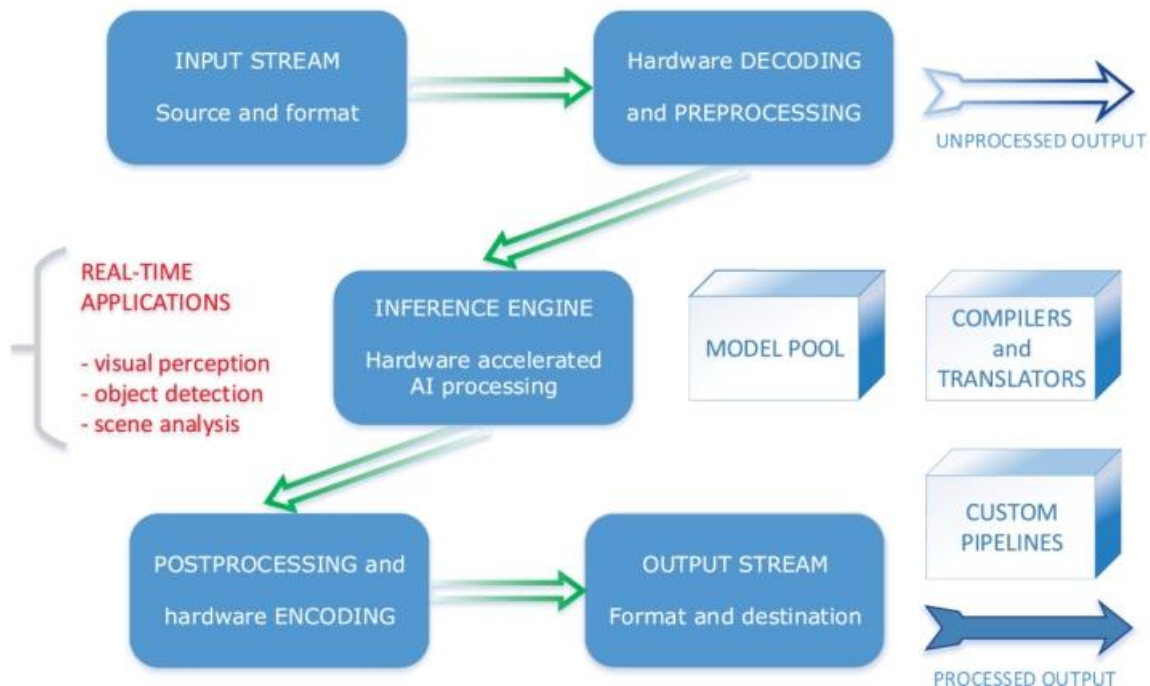 INPUT STREAM
Source and format
Hardware DECODING
and PREPROCESSING
UNPROCESSED OUTPUT
REAL-TIME
APPLICATIONS
- visual perception
- object detection
- scene analysis
INFERENCE ENGINE
Hardware accelerated
AI processing
MODEL POOL
COMPILERS
and
TRANSLATORS
CUSTOM
PIPELINES
POSTPROCESSING and
hardware ENCODING
OUTPUT STREAM
Format and destination
PROCESSED OUTPUT